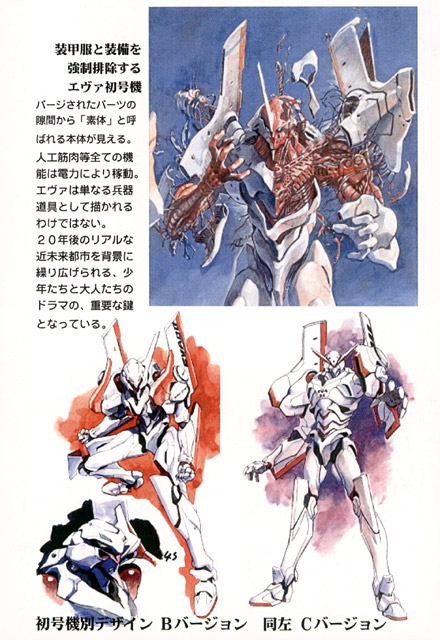 装甲服と装備を
強制排除する
エヴァ初号機
パージされたパーツの
隙間から「素体」と呼
ばれる本体が見える。
人工筋肉等全ての機
能は電力により稼動。
エヴァは単なる兵器
道具として描かれる
わけではない。
20年後のリアルな
近未来都市を背景に
繰り広げられる、少
年たちと大人たちの
ドラマの、重要な鍵
となっている。
初号機別デザイン Bバージョン 同左 Cバージョン